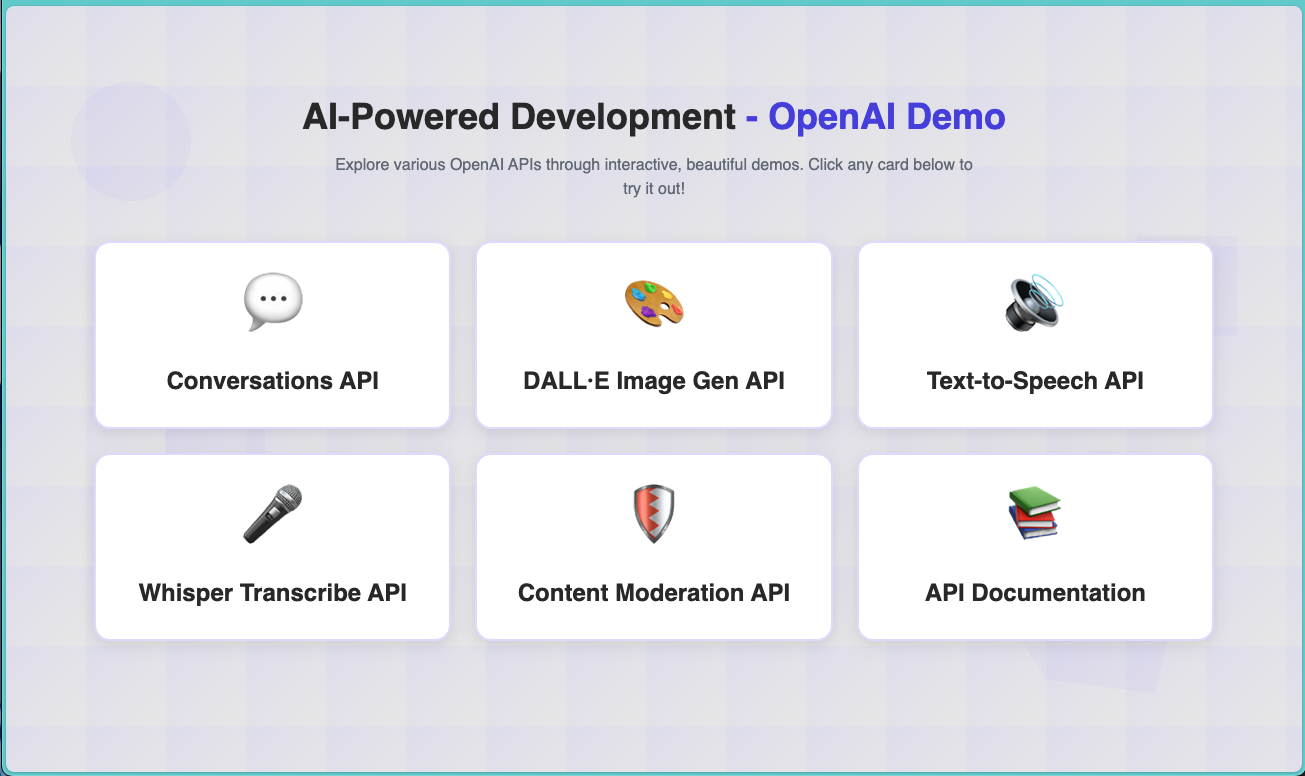 AI-Powered Development - OpenAI Demo
Explore various OpenAI APIs through interactive, beautiful demos. Click any card below to
try it out!
Conversations API
DALL·E Image Gen API
Text-to-Speech API
Whisper Transcribe API
Content Moderation API
API Documentation